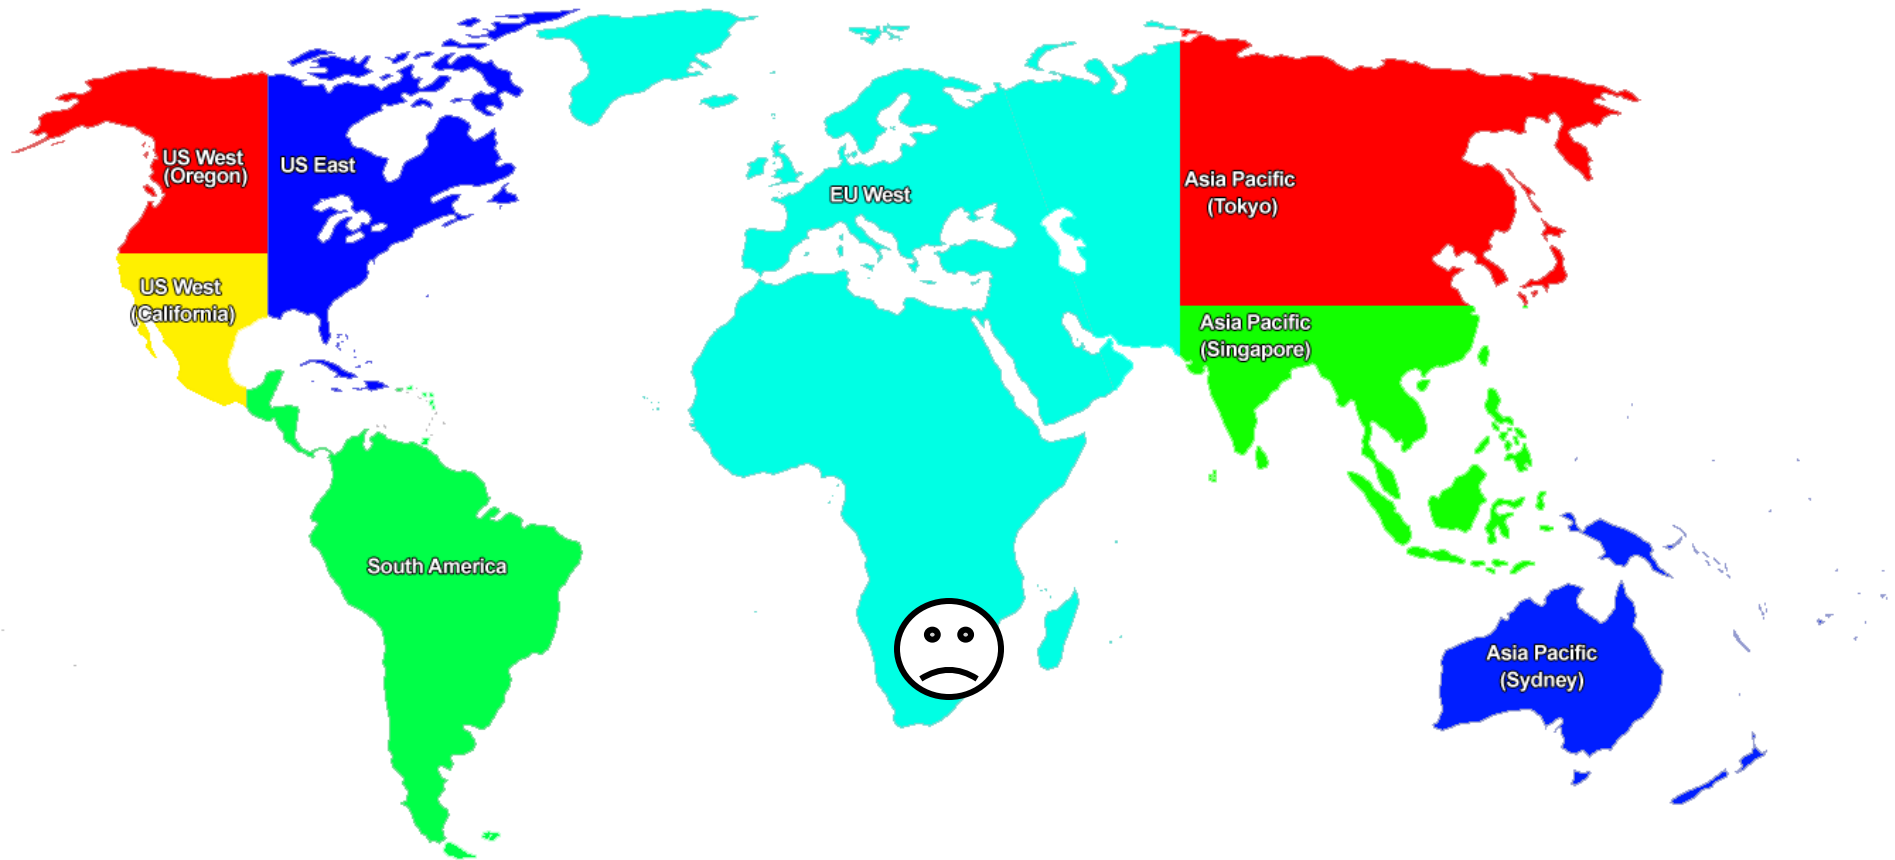 US West
(Oregon)
US East
EU West
Asia Pacific
(Tokyo)
US West
(California)
Asia Pacific
(Singapore)
South America
Asia Pacific
(Sydney)